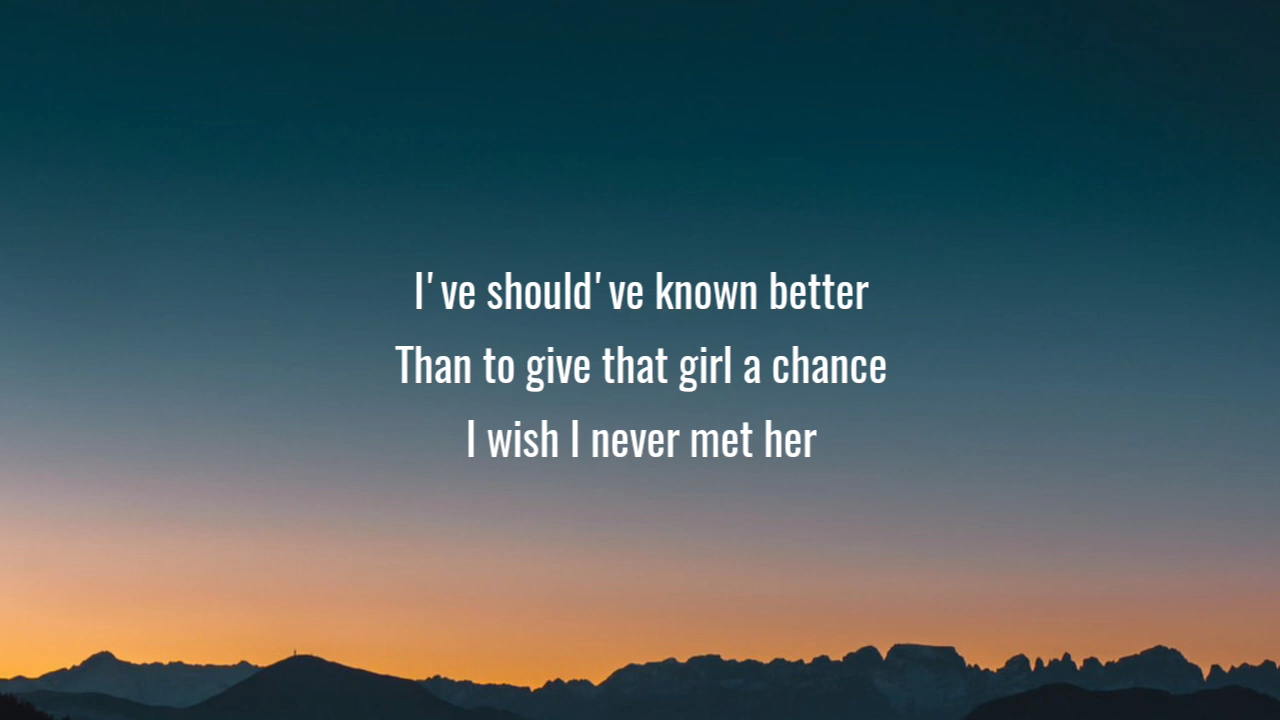 I've should've known better
Than to give that girl a chance
I wish I never met her